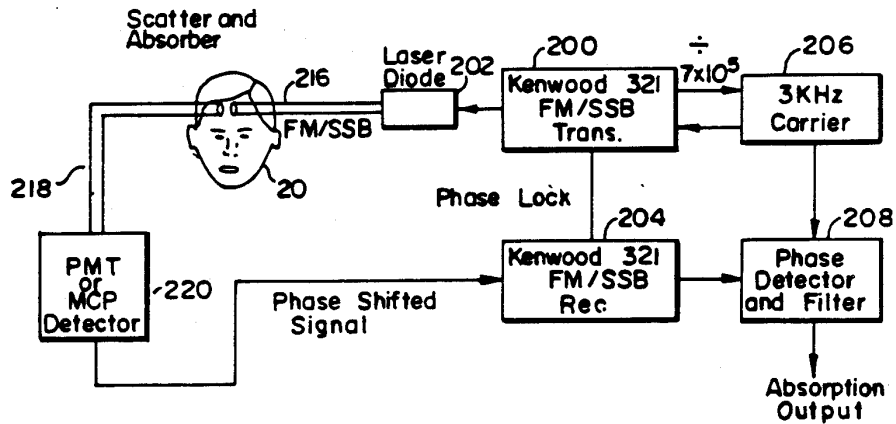 Scatter and
Absorber
216
Laser
Diode
202
200
Kenwood 321
FM/SSB
Trans.
÷
7x10⁵
206
3KHz
Carrier
FM/SSB
20
218
Phase Lock
204
208
PMT
or
MCP
Detector
220
Phase Shifted
Signal
Kenwood 321
FM/SSB
Rec
Phase
Detector
and Filter
Absorption
Output